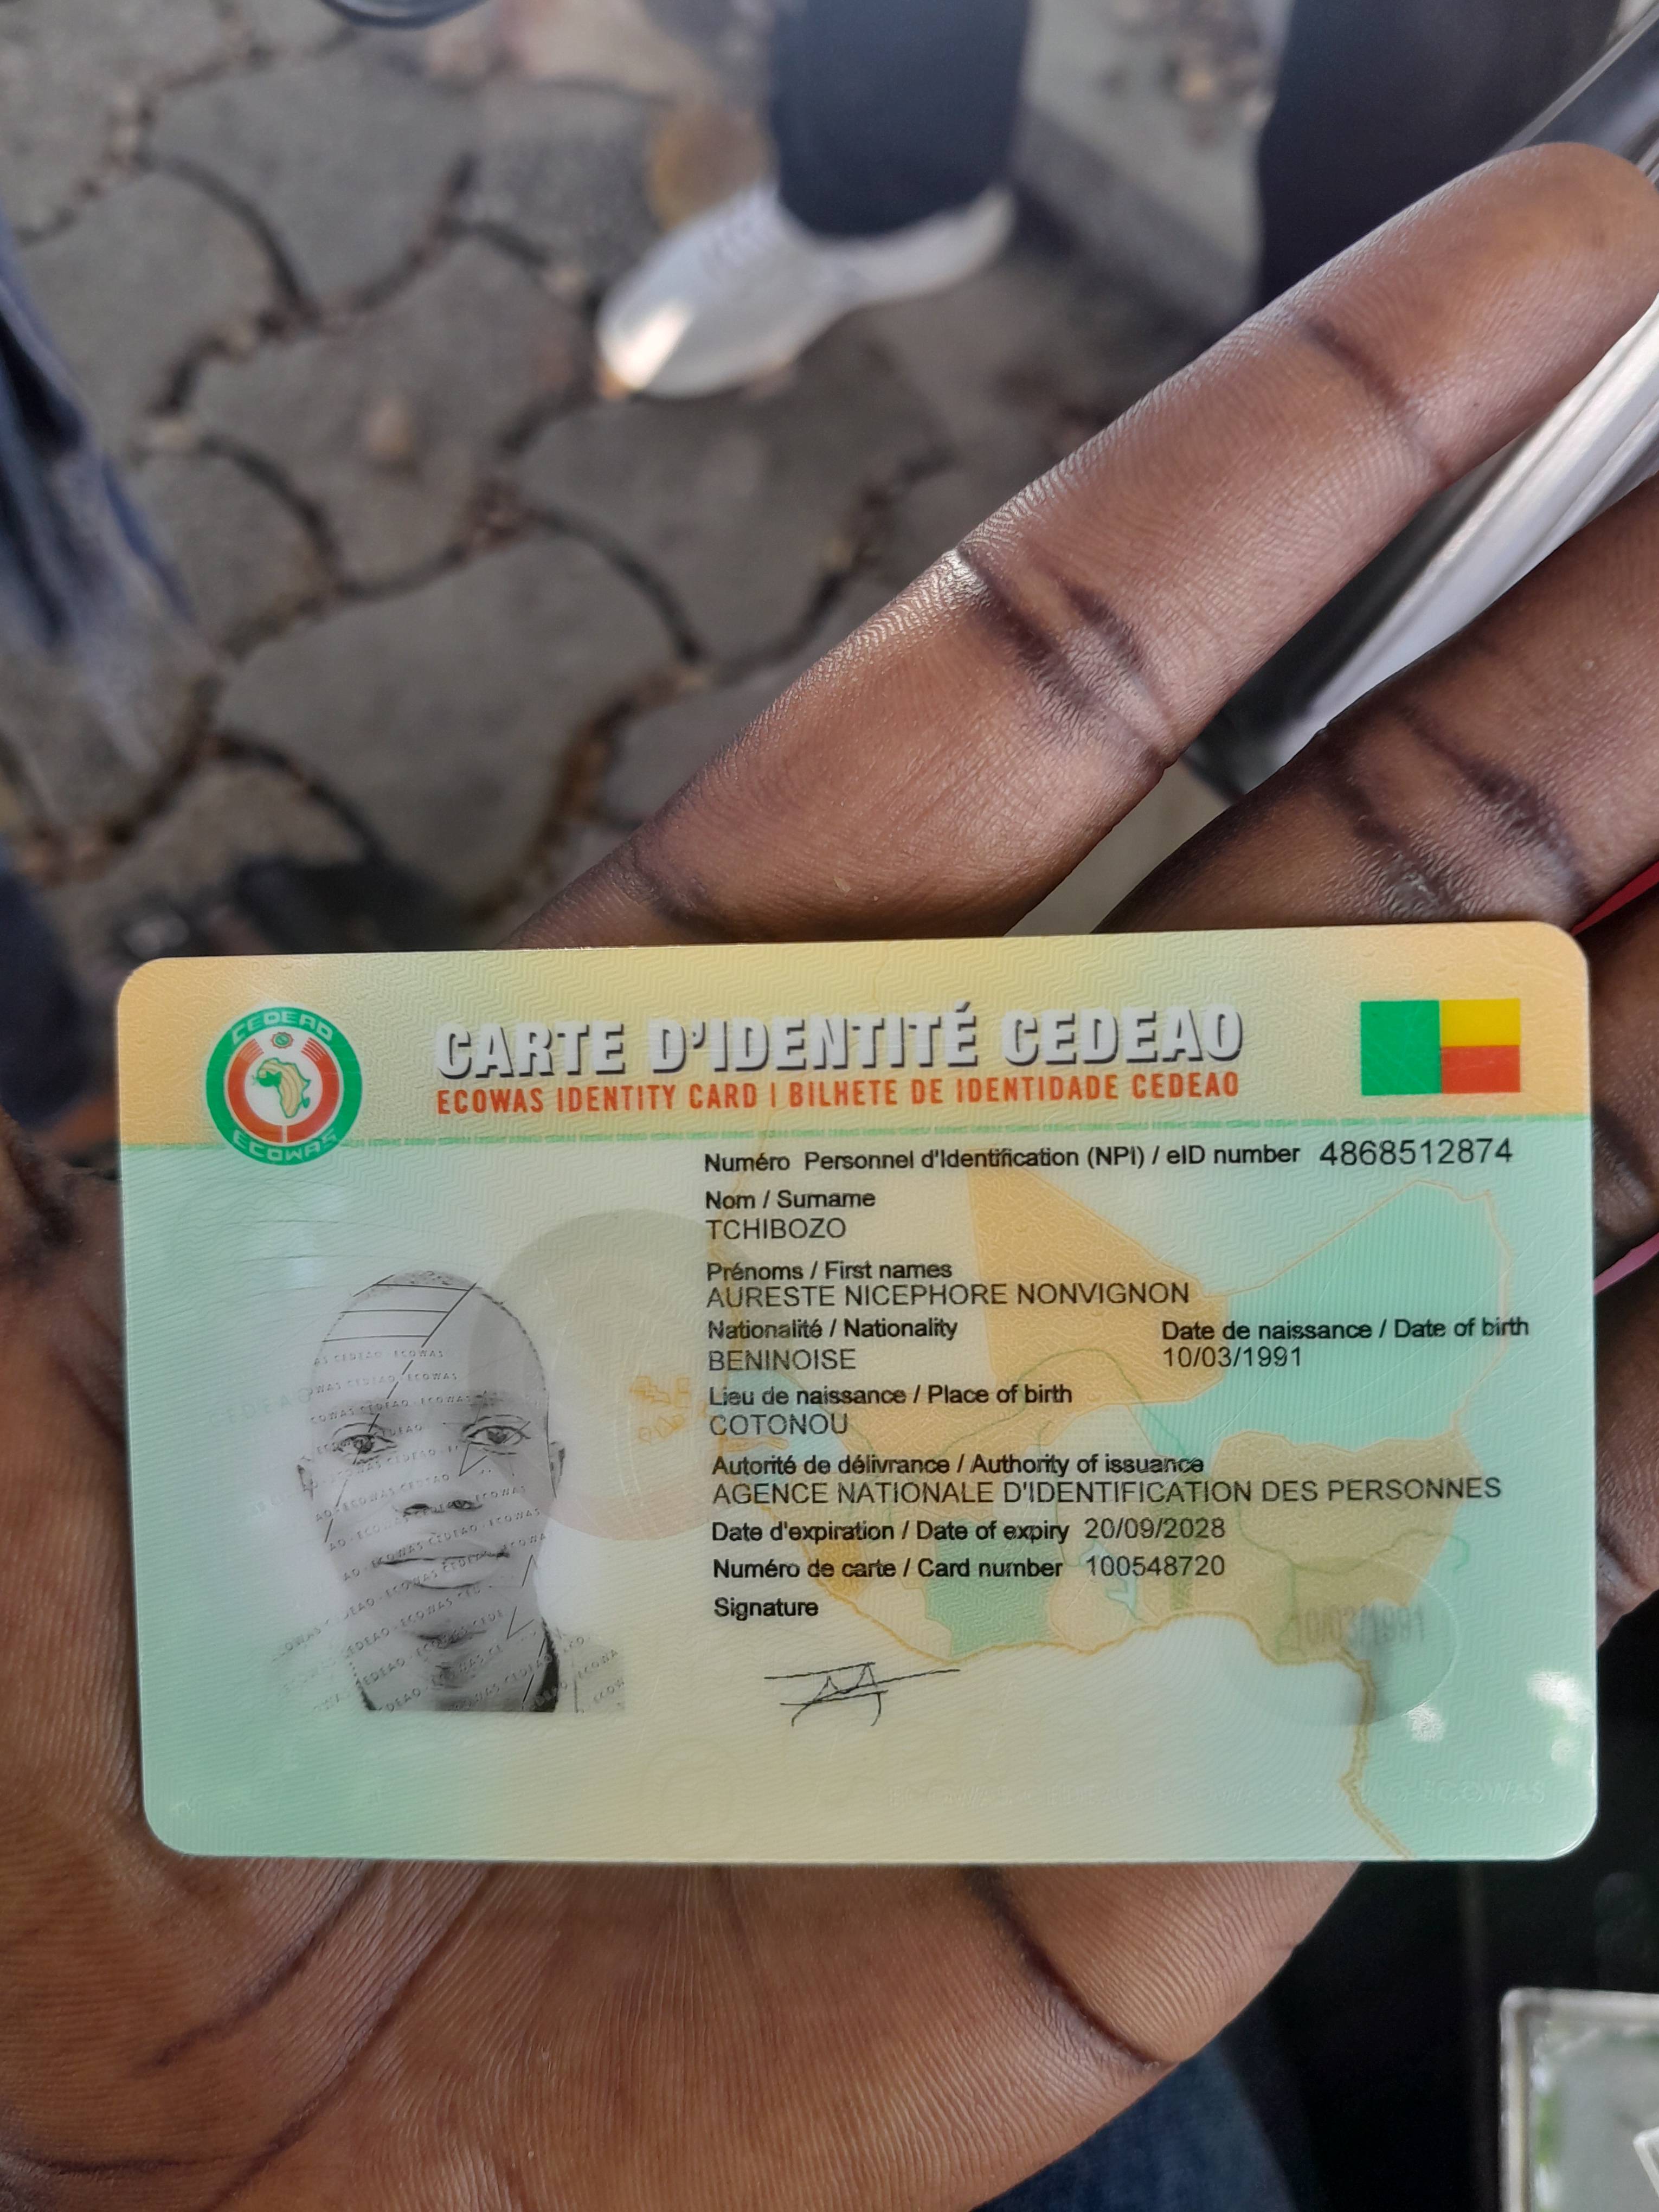 CEDEAO
ECOWAS
CARTE D'IDENTITÉ CEDEAO
ECOWAS IDENTITY CARD | BILHETE DE IDENTIDADE CEDEAO
Numéro Personnel d'Identification (NPI) / eID number 4868512874
Nom / Surname
TCHIBOZO
Prénoms / First names
AURESTE NICEPHORE NONVIGNON
Nationalité / Nationality Date de naissance / Date of birth
BENINOISE 10/03/1991
Lieu de naissance / Place of birth
COTONOU
Autorité de délivrance / Authority of issuance
AGENCE NATIONALE D'IDENTIFICATION DES PERSONNES
Date d'expiration / Date of expiry 20/09/2028
Numéro de carte / Card number 100548720
Signature
10/03/1991
ECOWAS